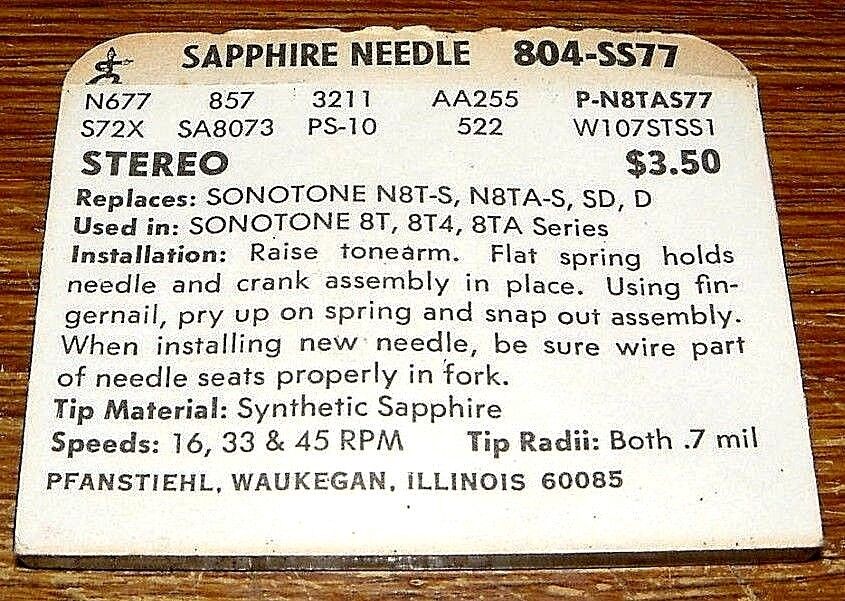 SAPPHIRE NEEDLE 804-SS77
N677 857 3211 AA255 P-N8TAS77
S72X SA8073 PS-10 522 W107STSS1
STEREO $3.50
Replaces: SONOTONE N8T-S, N8TA-S, SD, D
Used in: SONOTONE 8T, 8T4, 8TA Series
Installation: Raise tonearm. Flat spring holds
needle and crank assembly in place. Using fin-
gernail, pry up on spring and snap out assembly.
When installing new needle, be sure wire part
of needle seats properly in fork.
Tip Material: Synthetic Sapphire
Speeds: 16, 33 & 45 RPM Tip Radii: Both .7 mil
PFANSTIEHL, WAUKEGAN, ILLINOIS 60085